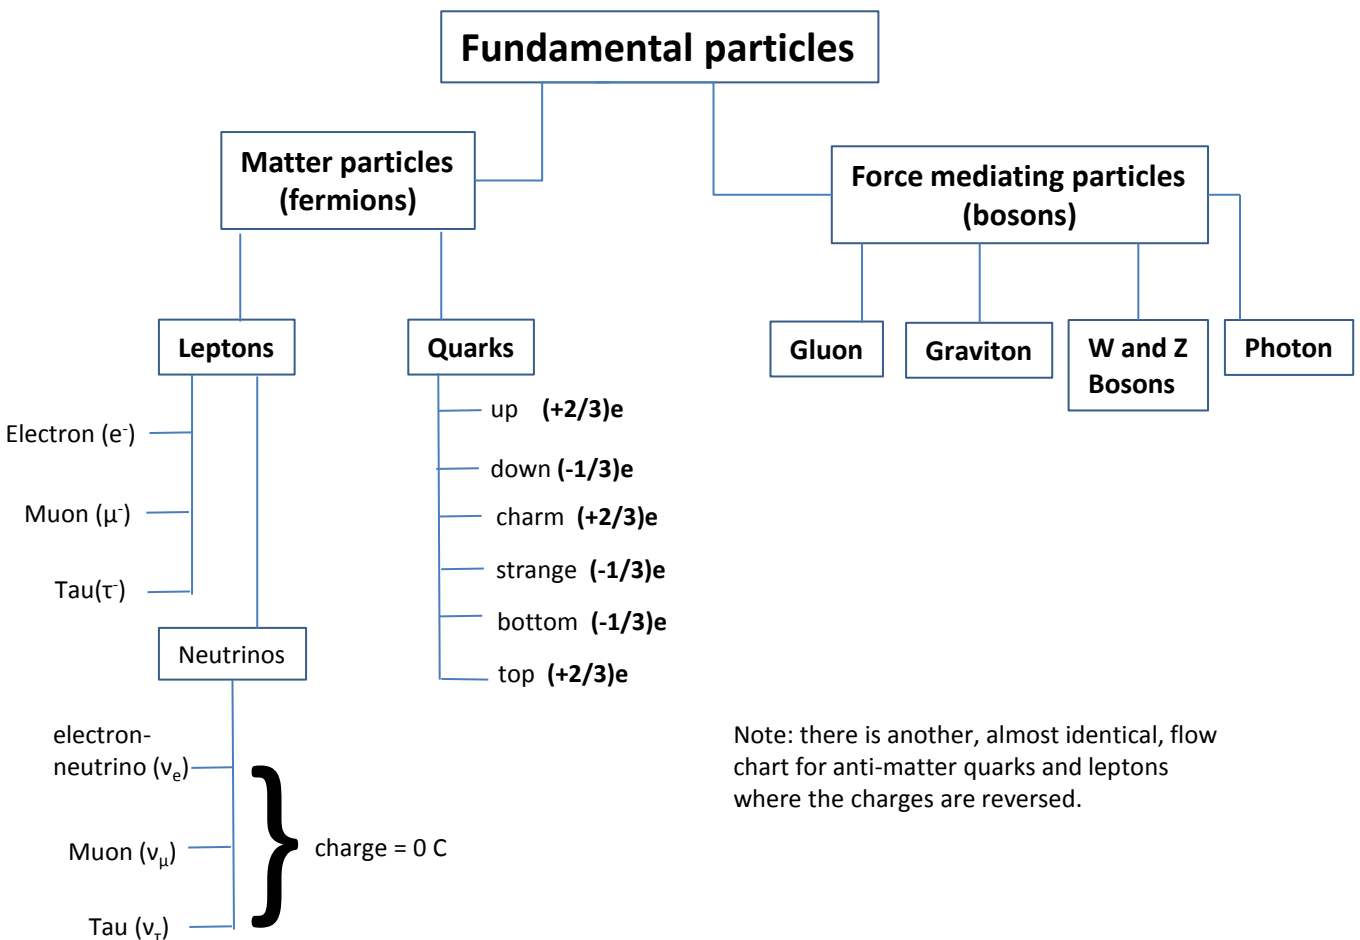 Fundamental particles
Matter particles
(fermions)
Force mediating particles
(bosons)
Leptons
Quarks
Gluon
Graviton
W and Z
Bosons
Photon
Electron (e⁻)
Muon (μ⁻)
Tau(τ⁻)
up (+2/3)e
down (-1/3)e
charm (+2/3)e
strange (-1/3)e
bottom (-1/3)e
top (+2/3)e
Neutrinos
electron-
neutrino (νₑ)
Muon (ν_μ)
Tau (ν_τ)
} charge = 0 C
Note: there is another, almost identical, flow
chart for anti-matter quarks and leptons
where the charges are reversed.